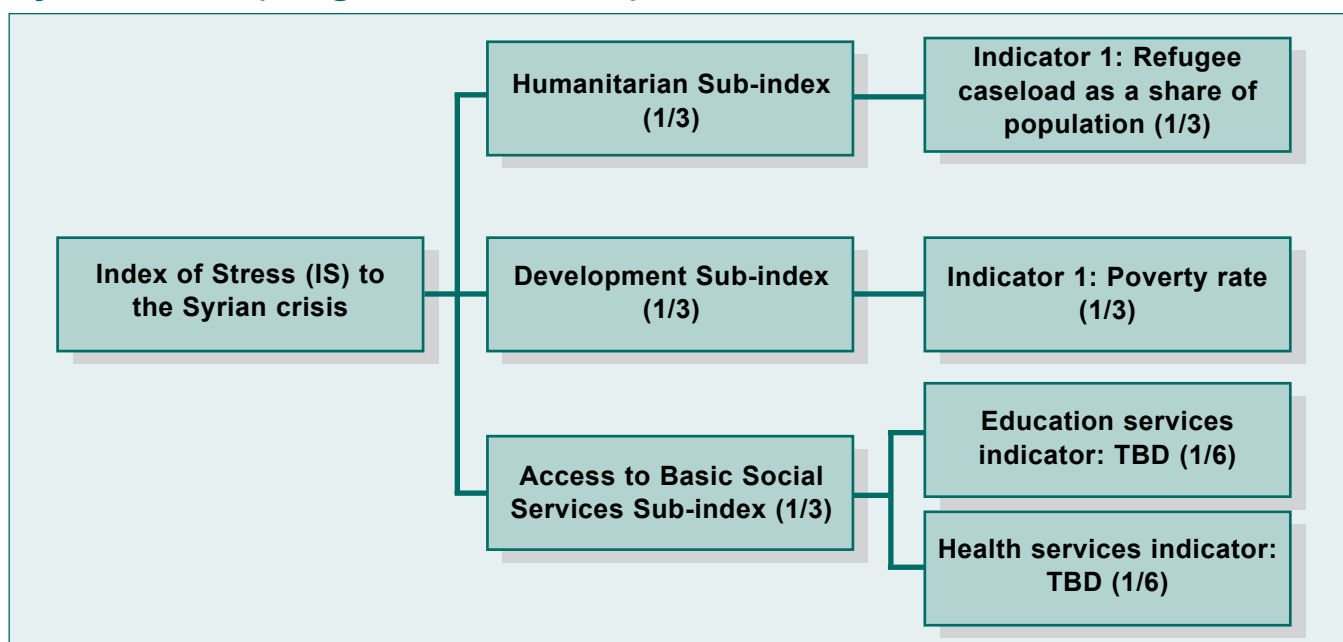 Index of Stress (IS) to
the Syrian crisis
Humanitarian Sub-index
(1/3)
Indicator 1: Refugee
caseload as a share of
population (1/3)
Development Sub-index
(1/3)
Indicator 1: Poverty rate
(1/3)
Access to Basic Social
Services Sub-index (1/3)
Education services
indicator: TBD (1/6)
Health services indicator:
TBD (1/6)